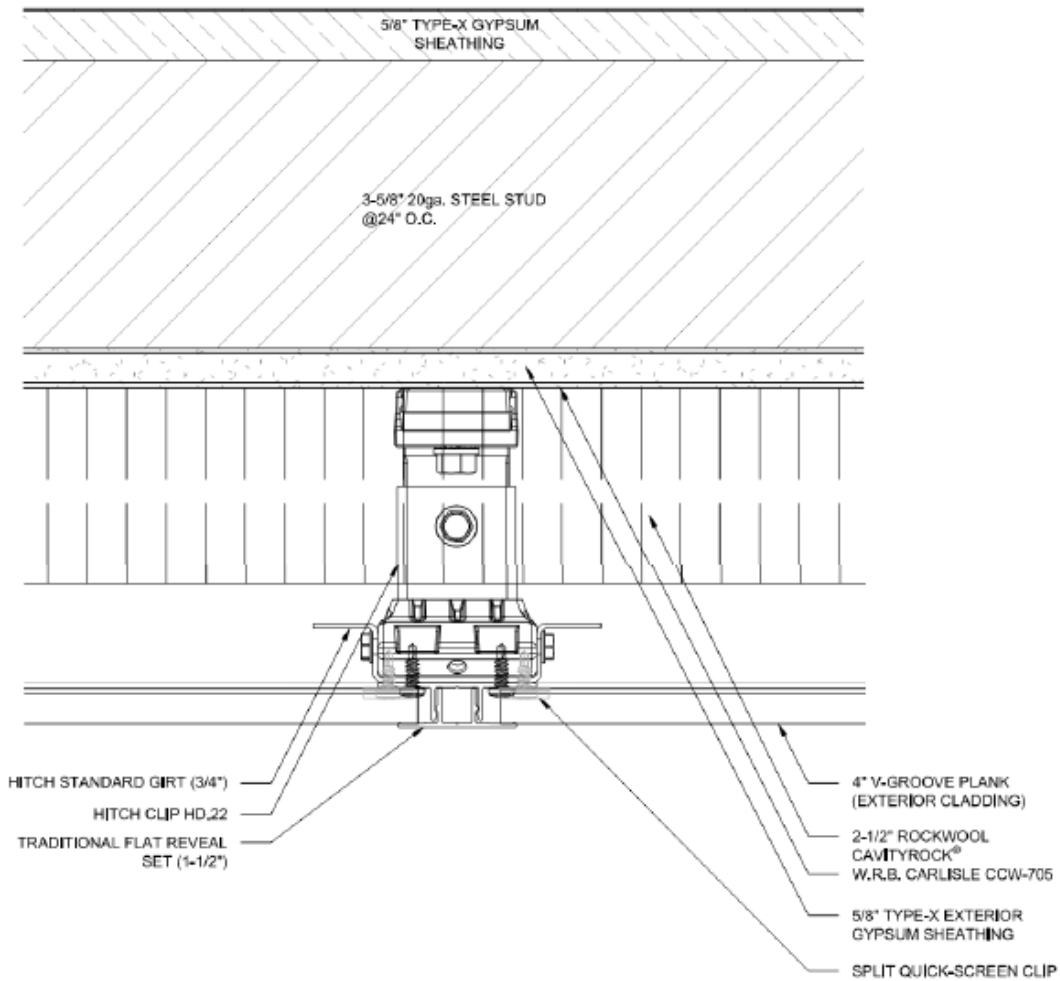 5/8" TYPE-X GYPSUM
SHEATHING
3-5/8" 20ga. STEEL STUD
@24" O.C.
HITCH STANDARD GIRT (3/4")
HITCH CLIP HD.22
TRADITIONAL FLAT REVEAL
SET (1-1/2")
4" V-GROOVE PLANK
(EXTERIOR CLADDING)
2-1/2" ROCKWOOL
CAVITYROCK®
W.R.B. CARLISLE CCW-705
5/8" TYPE-X EXTERIOR
GYPSUM SHEATHING
SPLIT QUICK-SCREEN CLIP